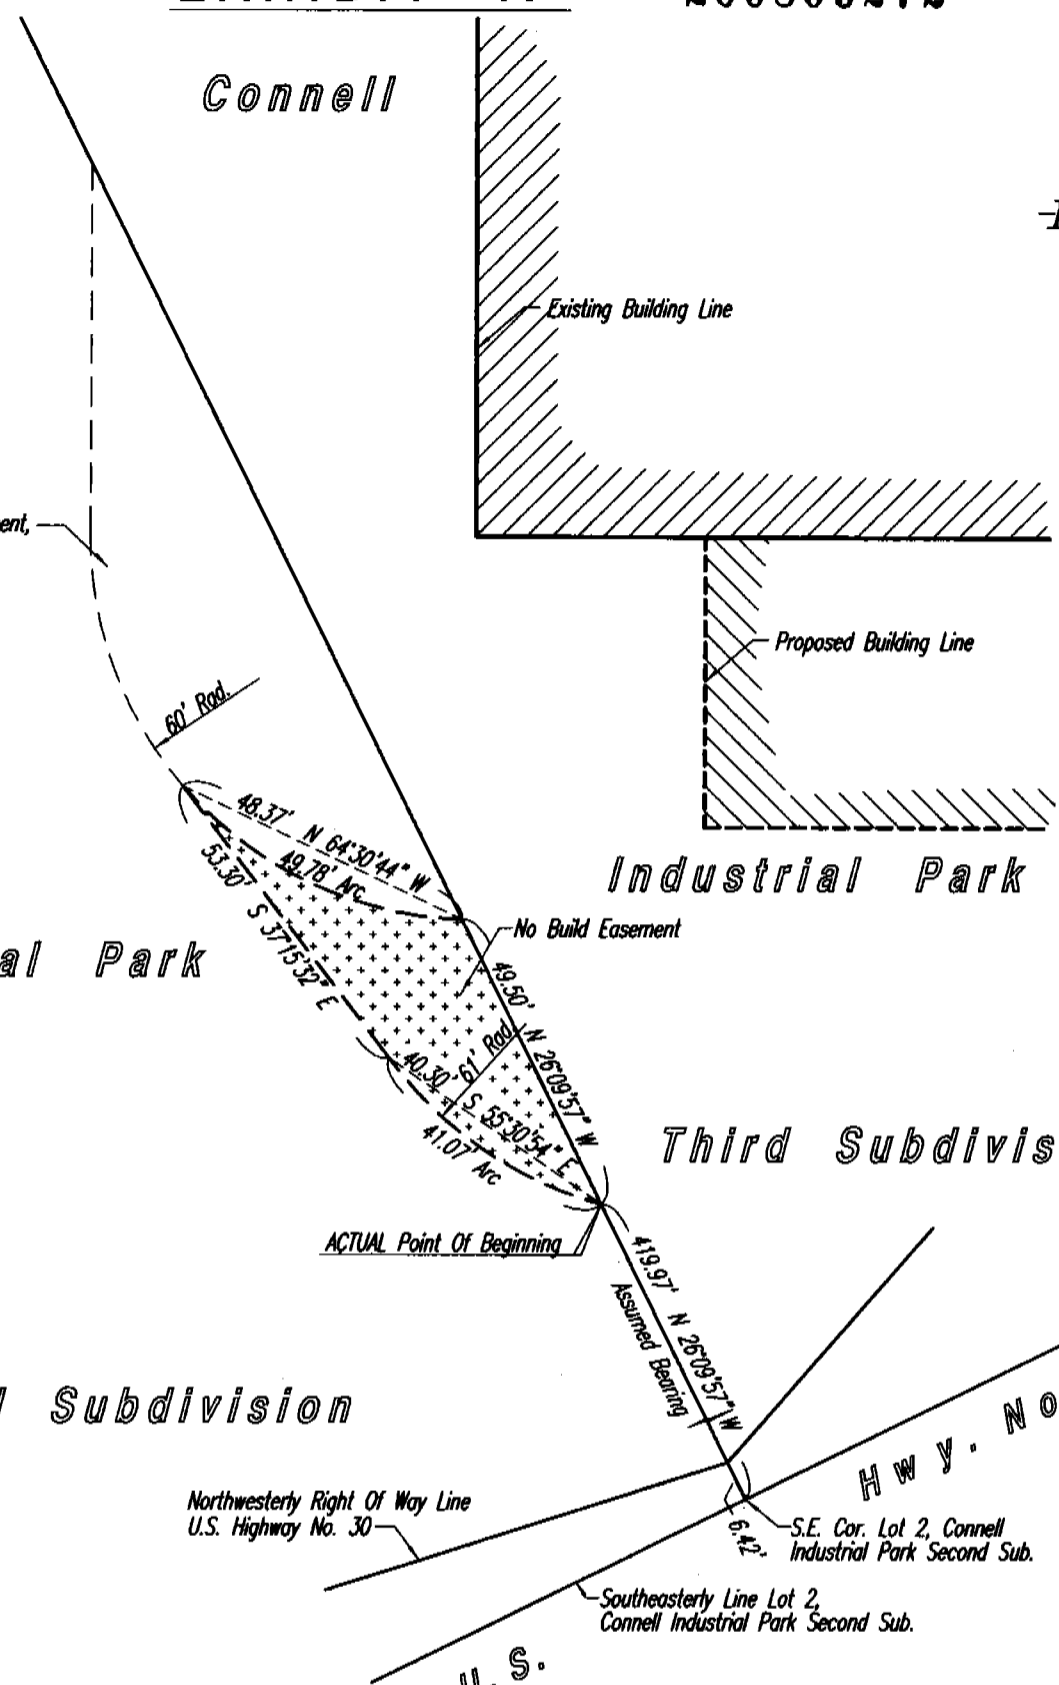 Connell
Existing Building Line
ent,
Proposed Building Line
60' Rad.
48.37' N 64°30'44" W
49.78' Arc
53.30' S 37°15'32" E
Industrial Park
No Build Easement
al Park
49.50' N 26°09'57" W
61' Rad.
40.30' S 55°30'54" E
41.07' Arc
Third Subdivis
ACTUAL Point Of Beginning
419.97' N 26°09'57" W
Assumed Bearing
Subdivision
Hwy. No
Northwesterly Right Of Way Line
U.S. Highway No. 30
6.42'
S.E. Cor. Lot 2, Connell
Industrial Park Second Sub.
Southeasterly Line Lot 2,
Connell Industrial Park Second Sub.
U.S.